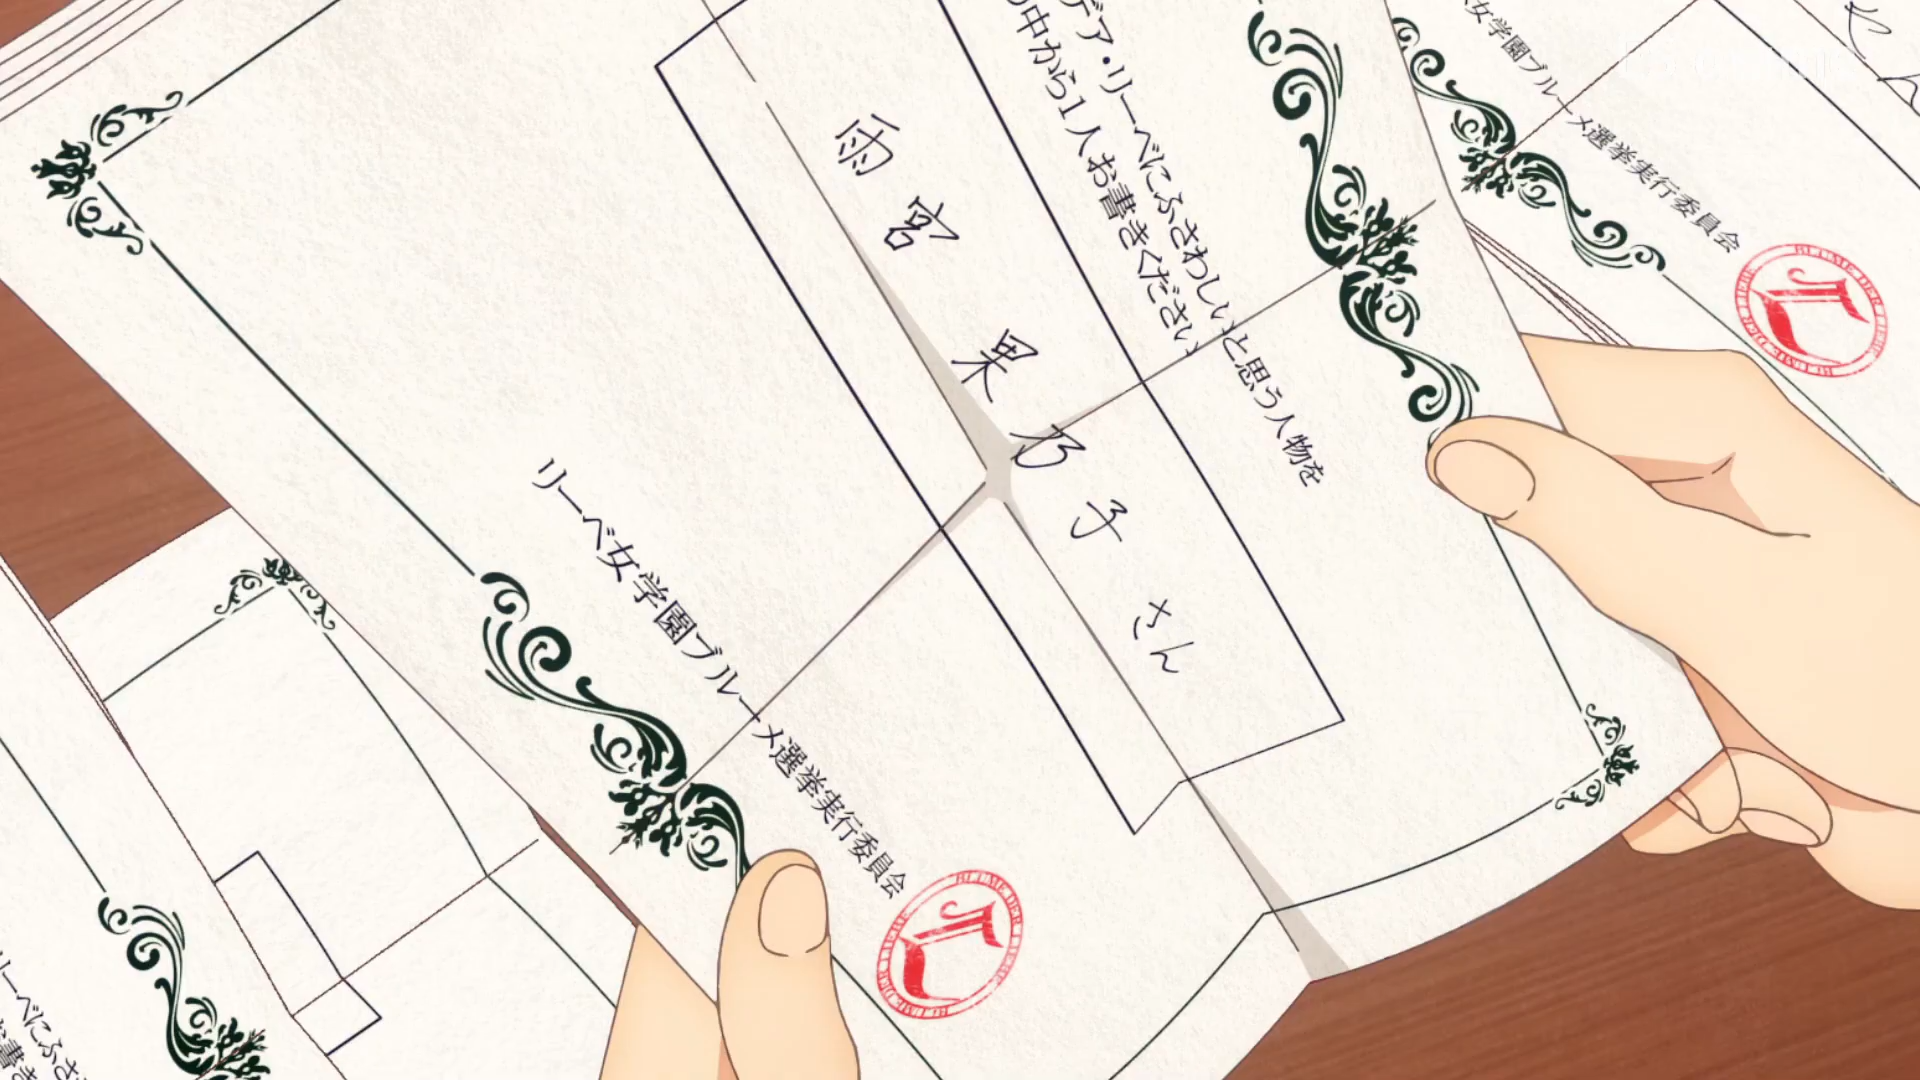 デア・リーベにふさわしいと思う人物を
の中から1人お書きください
雨宮果乃子さん
リーベ女学園ブルーメ選挙実行委員会
女学園ブルーメ選挙実行委員会
ーベにふさ
お書き